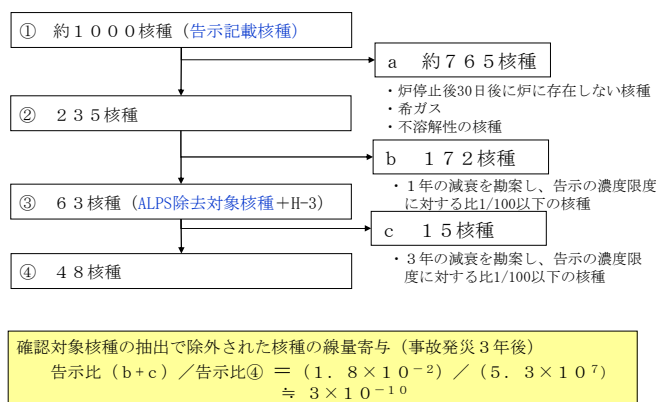 ① 約１０００核種（告示記載核種）
a 約７６５核種
・炉停止後30日後に炉に存在しない核種
・希ガス
・不溶解性の核種
② ２３５核種
b １７２核種
・１年の減衰を勘案し、告示の濃度限度
に対する比1/100以下の核種
③ ６３核種（ALPS除去対象核種＋H-3）
c １５核種
・３年の減衰を勘案し、告示の濃度限
度に対する比1/100以下の核種
④ ４８核種
確認対象核種の抽出で除外された核種の線量寄与（事故発災３年後）
告示比（ｂ+ｃ）／告示比④ ＝（１．８×１０⁻²）／（５．３×１０⁷）
≒ ３×１０⁻¹⁰